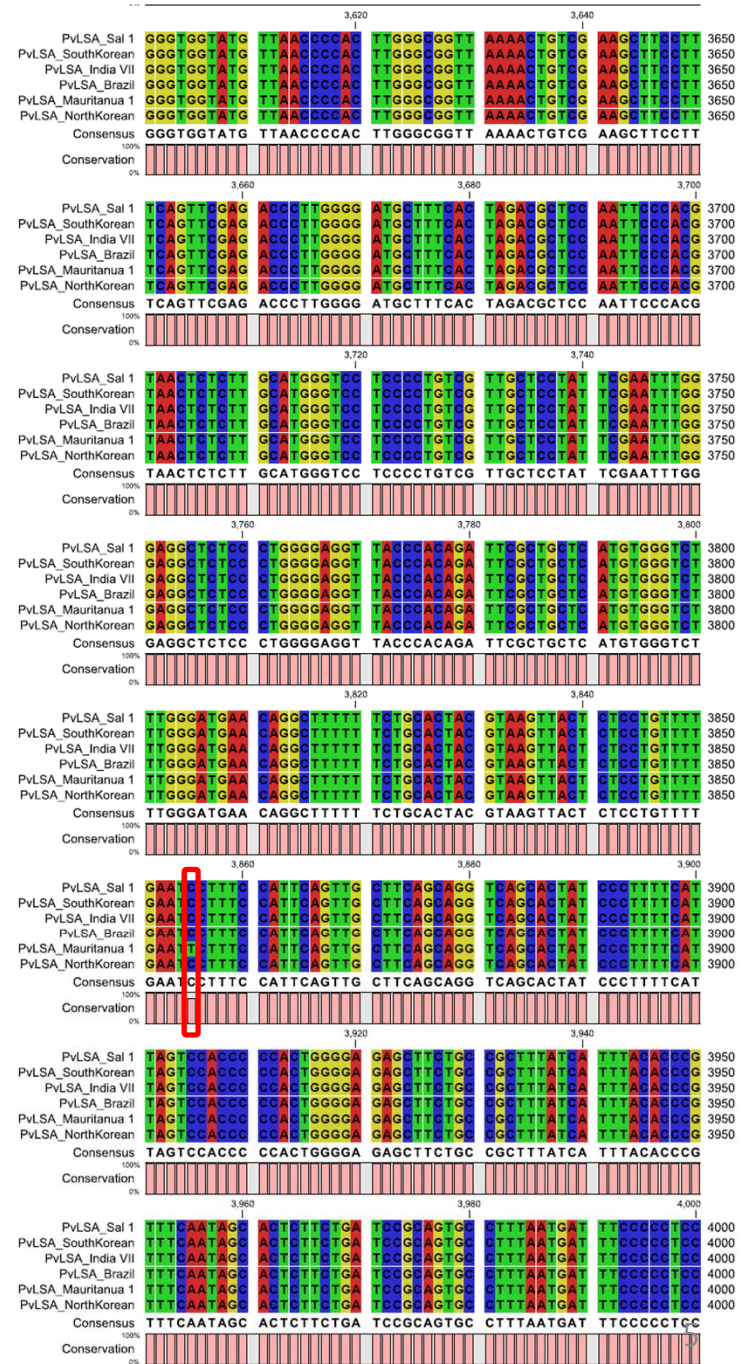 3,620 3,640
PvLSA_Sal 1 GGGTGGTATG TTAACCCCAC TTGGGCGGTT AAAACTGTCG AAGCTTCCTT 3650
PvLSA_SouthKorean GGGTGGTATG TTAACCCCAC TTGGGCGGTT AAAACTGTCG AAGCTTCCTT 3650
PvLSA_India VII GGGTGGTATG TTAACCCCAC TTGGGCGGTT AAAACTGTCG AAGCTTCCTT 3650
PvLSA_Brazil GGGTGGTATG TTAACCCCAC TTGGGCGGTT AAAACTGTCG AAGCTTCCTT 3650
PvLSA_Mauritanua 1 GGGTGGTATG TTAACCCCAC TTGGGCGGTT AAAACTGTCG AAGCTTCCTT 3650
PvLSA_NorthKorean GGGTGGTATG TTAACCCCAC TTGGGCGGTT AAAACTGTCG AAGCTTCCTT 3650
Consensus GGGTGGTATG TTAACCCCAC TTGGGCGGTT AAAACTGTCG AAGCTTCCTT
100%
Conservation
0%
3,660 3,680 3,700
PvLSA_Sal 1 TCAGTTCGAG ACCCTTGGGG ATGCTTTCAC TAGACGCTCC AATTCCCACG 3700
PvLSA_SouthKorean TCAGTTCGAG ACCCTTGGGG ATGCTTTCAC TAGACGCTCC AATTCCCACG 3700
PvLSA_India VII TCAGTTCGAG ACCCTTGGGG ATGCTTTCAC TAGACGCTCC AATTCCCACG 3700
PvLSA_Brazil TCAGTTCGAG ACCCTTGGGG ATGCTTTCAC TAGACGCTCC AATTCCCACG 3700
PvLSA_Mauritanua 1 TCAGTTCGAG ACCCTTGGGG ATGCTTTCAC TAGACGCTCC AATTCCCACG 3700
PvLSA_NorthKorean TCAGTTCGAG ACCCTTGGGG ATGCTTTCAC TAGACGCTCC AATTCCCACG 3700
Consensus TCAGTTCGAG ACCCTTGGGG ATGCTTTCAC TAGACGCTCC AATTCCCACG
100%
Conservation
0%
3,720 3,740
PvLSA_Sal 1 TAACTCTCTT GCATGGGTCC TCCCCTGTCG TTGCTCCTAT TCGAATTTGG 3750
PvLSA_SouthKorean TAACTCTCTT GCATGGGTCC TCCCCTGTCG TTGCTCCTAT TCGAATTTGG 3750
PvLSA_India VII TAACTCTCTT GCATGGGTCC TCCCCTGTCG TTGCTCCTAT TCGAATTTGG 3750
PvLSA_Brazil TAACTCTCTT GCATGGGTCC TCCCCTGTCG TTGCTCCTAT TCGAATTTGG 3750
PvLSA_Mauritanua 1 TAACTCTCTT GCATGGGTCC TCCCCTGTCG TTGCTCCTAT TCGAATTTGG 3750
PvLSA_NorthKorean TAACTCTCTT GCATGGGTCC TCCCCTGTCG TTGCTCCTAT TCGAATTTGG 3750
Consensus TAACTCTCTT GCATGGGTCC TCCCCTGTCG TTGCTCCTAT TCGAATTTGG
100%
Conservation
0%
3,760 3,780 3,800
PvLSA_Sal 1 GAGGCTCTCC CTGGGGAGGT TACCCACAGA TTCGCTGCTC ATGTGGGTCT 3800
PvLSA_SouthKorean GAGGCTCTCC CTGGGGAGGT TACCCACAGA TTCGCTGCTC ATGTGGGTCT 3800
PvLSA_India VII GAGGCTCTCC CTGGGGAGGT TACCCACAGA TTCGCTGCTC ATGTGGGTCT 3800
PvLSA_Brazil GAGGCTCTCC CTGGGGAGGT TACCCACAGA TTCGCTGCTC ATGTGGGTCT 3800
PvLSA_Mauritanua 1 GAGGCTCTCC CTGGGGAGGT TACCCACAGA TTCGCTGCTC ATGTGGGTCT 3800
PvLSA_NorthKorean GAGGCTCTCC CTGGGGAGGT TACCCACAGA TTCGCTGCTC ATGTGGGTCT 3800
Consensus GAGGCTCTCC CTGGGGAGGT TACCCACAGA TTCGCTGCTC ATGTGGGTCT
100%
Conservation
0%
3,820 3,840
PvLSA_Sal 1 TTGGGATGAA CAGGCTTTTT TCTGCACTAC GTAAGTTACT CTCCTGTTTT 3850
PvLSA_SouthKorean TTGGGATGAA CAGGCTTTTT TCTGCACTAC GTAAGTTACT CTCCTGTTTT 3850
PvLSA_India VII TTGGGATGAA CAGGCTTTTT TCTGCACTAC GTAAGTTACT CTCCTGTTTT 3850
PvLSA_Brazil TTGGGATGAA CAGGCTTTTT TCTGCACTAC GTAAGTTACT CTCCTGTTTT 3850
PvLSA_Mauritanua 1 TTGGGATGAA CAGGCTTTTT TCTGCACTAC GTAAGTTACT CTCCTGTTTT 3850
PvLSA_NorthKorean TTGGGATGAA CAGGCTTTTT TCTGCACTAC GTAAGTTACT CTCCTGTTTT 3850
Consensus TTGGGATGAA CAGGCTTTTT TCTGCACTAC GTAAGTTACT CTCCTGTTTT
100%
Conservation
0%
3,860 3,880 3,900
PvLSA_Sal 1 GAATCCTTTC CATTCAGTTG CTTCAGCAGG TCAGCACTAT CCCTTTTCAT 3900
PvLSA_SouthKorean GAATCCTTTC CATTCAGTTG CTTCAGCAGG TCAGCACTAT CCCTTTTCAT 3900
PvLSA_India VII GAATCCTTTC CATTCAGTTG CTTCAGCAGG TCAGCACTAT CCCTTTTCAT 3900
PvLSA_Brazil GAATCCTTTC CATTCAGTTG CTTCAGCAGG TCAGCACTAT CCCTTTTCAT 3900
PvLSA_Mauritanua 1 GAATTCTTTC CATTCAGTTG CTTCAGCAGG TCAGCACTAT CCCTTTTCAT 3900
PvLSA_NorthKorean GAATCCTTTC CATTCAGTTG CTTCAGCAGG TCAGCACTAT CCCTTTTCAT 3900
Consensus GAATCCTTTC CATTCAGTTG CTTCAGCAGG TCAGCACTAT CCCTTTTCAT
100%
Conservation
0%
3,920 3,940
PvLSA_Sal 1 TAGTCCACCC CCACTGGGGA GAGCTTCTGC CGCTTTATCA TTTACACCCG 3950
PvLSA_SouthKorean TAGTCCACCC CCACTGGGGA GAGCTTCTGC CGCTTTATCA TTTACACCCG 3950
PvLSA_India VII TAGTCCACCC CCACTGGGGA GAGCTTCTGC CGCTTTATCA TTTACACCCG 3950
PvLSA_Brazil TAGTCCACCC CCACTGGGGA GAGCTTCTGC CGCTTTATCA TTTACACCCG 3950
PvLSA_Mauritanua 1 TAGTCCACCC CCACTGGGGA GAGCTTCTGC CGCTTTATCA TTTACACCCG 3950
PvLSA_NorthKorean TAGTCCACCC CCACTGGGGA GAGCTTCTGC CGCTTTATCA TTTACACCCG 3950
Consensus TAGTCCACCC CCACTGGGGA GAGCTTCTGC CGCTTTATCA TTTACACCCG
100%
Conservation
0%
3,960 3,980 4,000
PvLSA_Sal 1 TTTCAATAGC ACTCTTCTGA TCCGCAGTGC CTTTAATGAT TTCCCCCTCC 4000
PvLSA_SouthKorean TTTCAATAGC ACTCTTCTGA TCCGCAGTGC CTTTAATGAT TTCCCCCTCC 4000
PvLSA_India VII TTTCAATAGC ACTCTTCTGA TCCGCAGTGC CTTTAATGAT TTCCCCCTCC 4000
PvLSA_Brazil TTTCAATAGC ACTCTTCTGA TCCGCAGTGC CTTTAATGAT TTCCCCCTCC 4000
PvLSA_Mauritanua 1 TTTCAATAGC ACTCTTCTGA TCCGCAGTGC CTTTAATGAT TTCCCCCTCC 4000
PvLSA_NorthKorean TTTCAATAGC ACTCTTCTGA TCCGCAGTGC CTTTAATGAT TTCCCCCTCC 4000
Consensus TTTCAATAGC ACTCTTCTGA TCCGCAGTGC CTTTAATGAT TTCCCCCTCC
100%
Conservation
0%
5